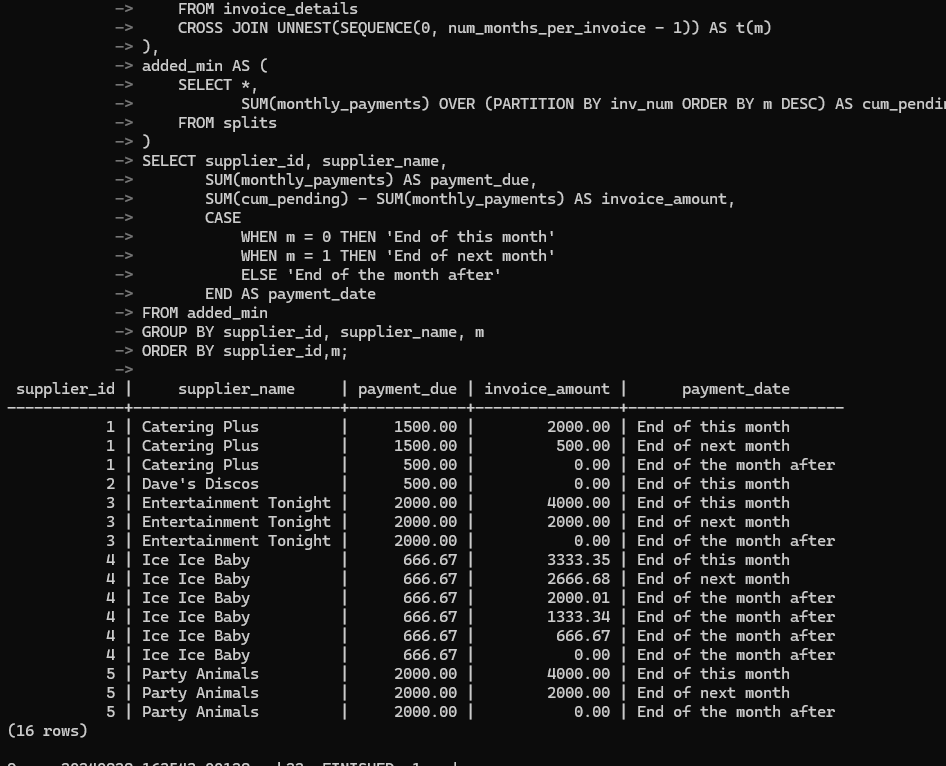 -> FROM invoice_details
-> CROSS JOIN UNNEST(SEQUENCE(0, num_months_per_invoice - 1)) AS t(m)
-> ),
-> added_min AS (
-> SELECT *,
-> SUM(monthly_payments) OVER (PARTITION BY inv_num ORDER BY m DESC) AS cum_pendin
-> FROM splits
-> )
-> SELECT supplier_id, supplier_name,
-> SUM(monthly_payments) AS payment_due,
-> SUM(cum_pending) - SUM(monthly_payments) AS invoice_amount,
-> CASE
-> WHEN m = 0 THEN 'End of this month'
-> WHEN m = 1 THEN 'End of next month'
-> ELSE 'End of the month after'
-> END AS payment_date
-> FROM added_min
-> GROUP BY supplier_id, supplier_name, m
-> ORDER BY supplier_id,m;
->
supplier_id | supplier_name | payment_due | invoice_amount | payment_date
-------------+-----------------------+-------------+----------------+------------------------
1 | Catering Plus | 1500.00 | 2000.00 | End of this month
1 | Catering Plus | 1500.00 | 500.00 | End of next month
1 | Catering Plus | 500.00 | 0.00 | End of the month after
2 | Dave's Discos | 500.00 | 0.00 | End of this month
3 | Entertainment Tonight | 2000.00 | 4000.00 | End of this month
3 | Entertainment Tonight | 2000.00 | 2000.00 | End of next month
3 | Entertainment Tonight | 2000.00 | 0.00 | End of the month after
4 | Ice Ice Baby | 666.67 | 3333.35 | End of this month
4 | Ice Ice Baby | 666.67 | 2666.68 | End of next month
4 | Ice Ice Baby | 666.67 | 2000.01 | End of the month after
4 | Ice Ice Baby | 666.67 | 1333.34 | End of the month after
4 | Ice Ice Baby | 666.67 | 666.67 | End of the month after
4 | Ice Ice Baby | 666.67 | 0.00 | End of the month after
5 | Party Animals | 2000.00 | 4000.00 | End of this month
5 | Party Animals | 2000.00 | 2000.00 | End of next month
5 | Party Animals | 2000.00 | 0.00 | End of the month after
(16 rows)